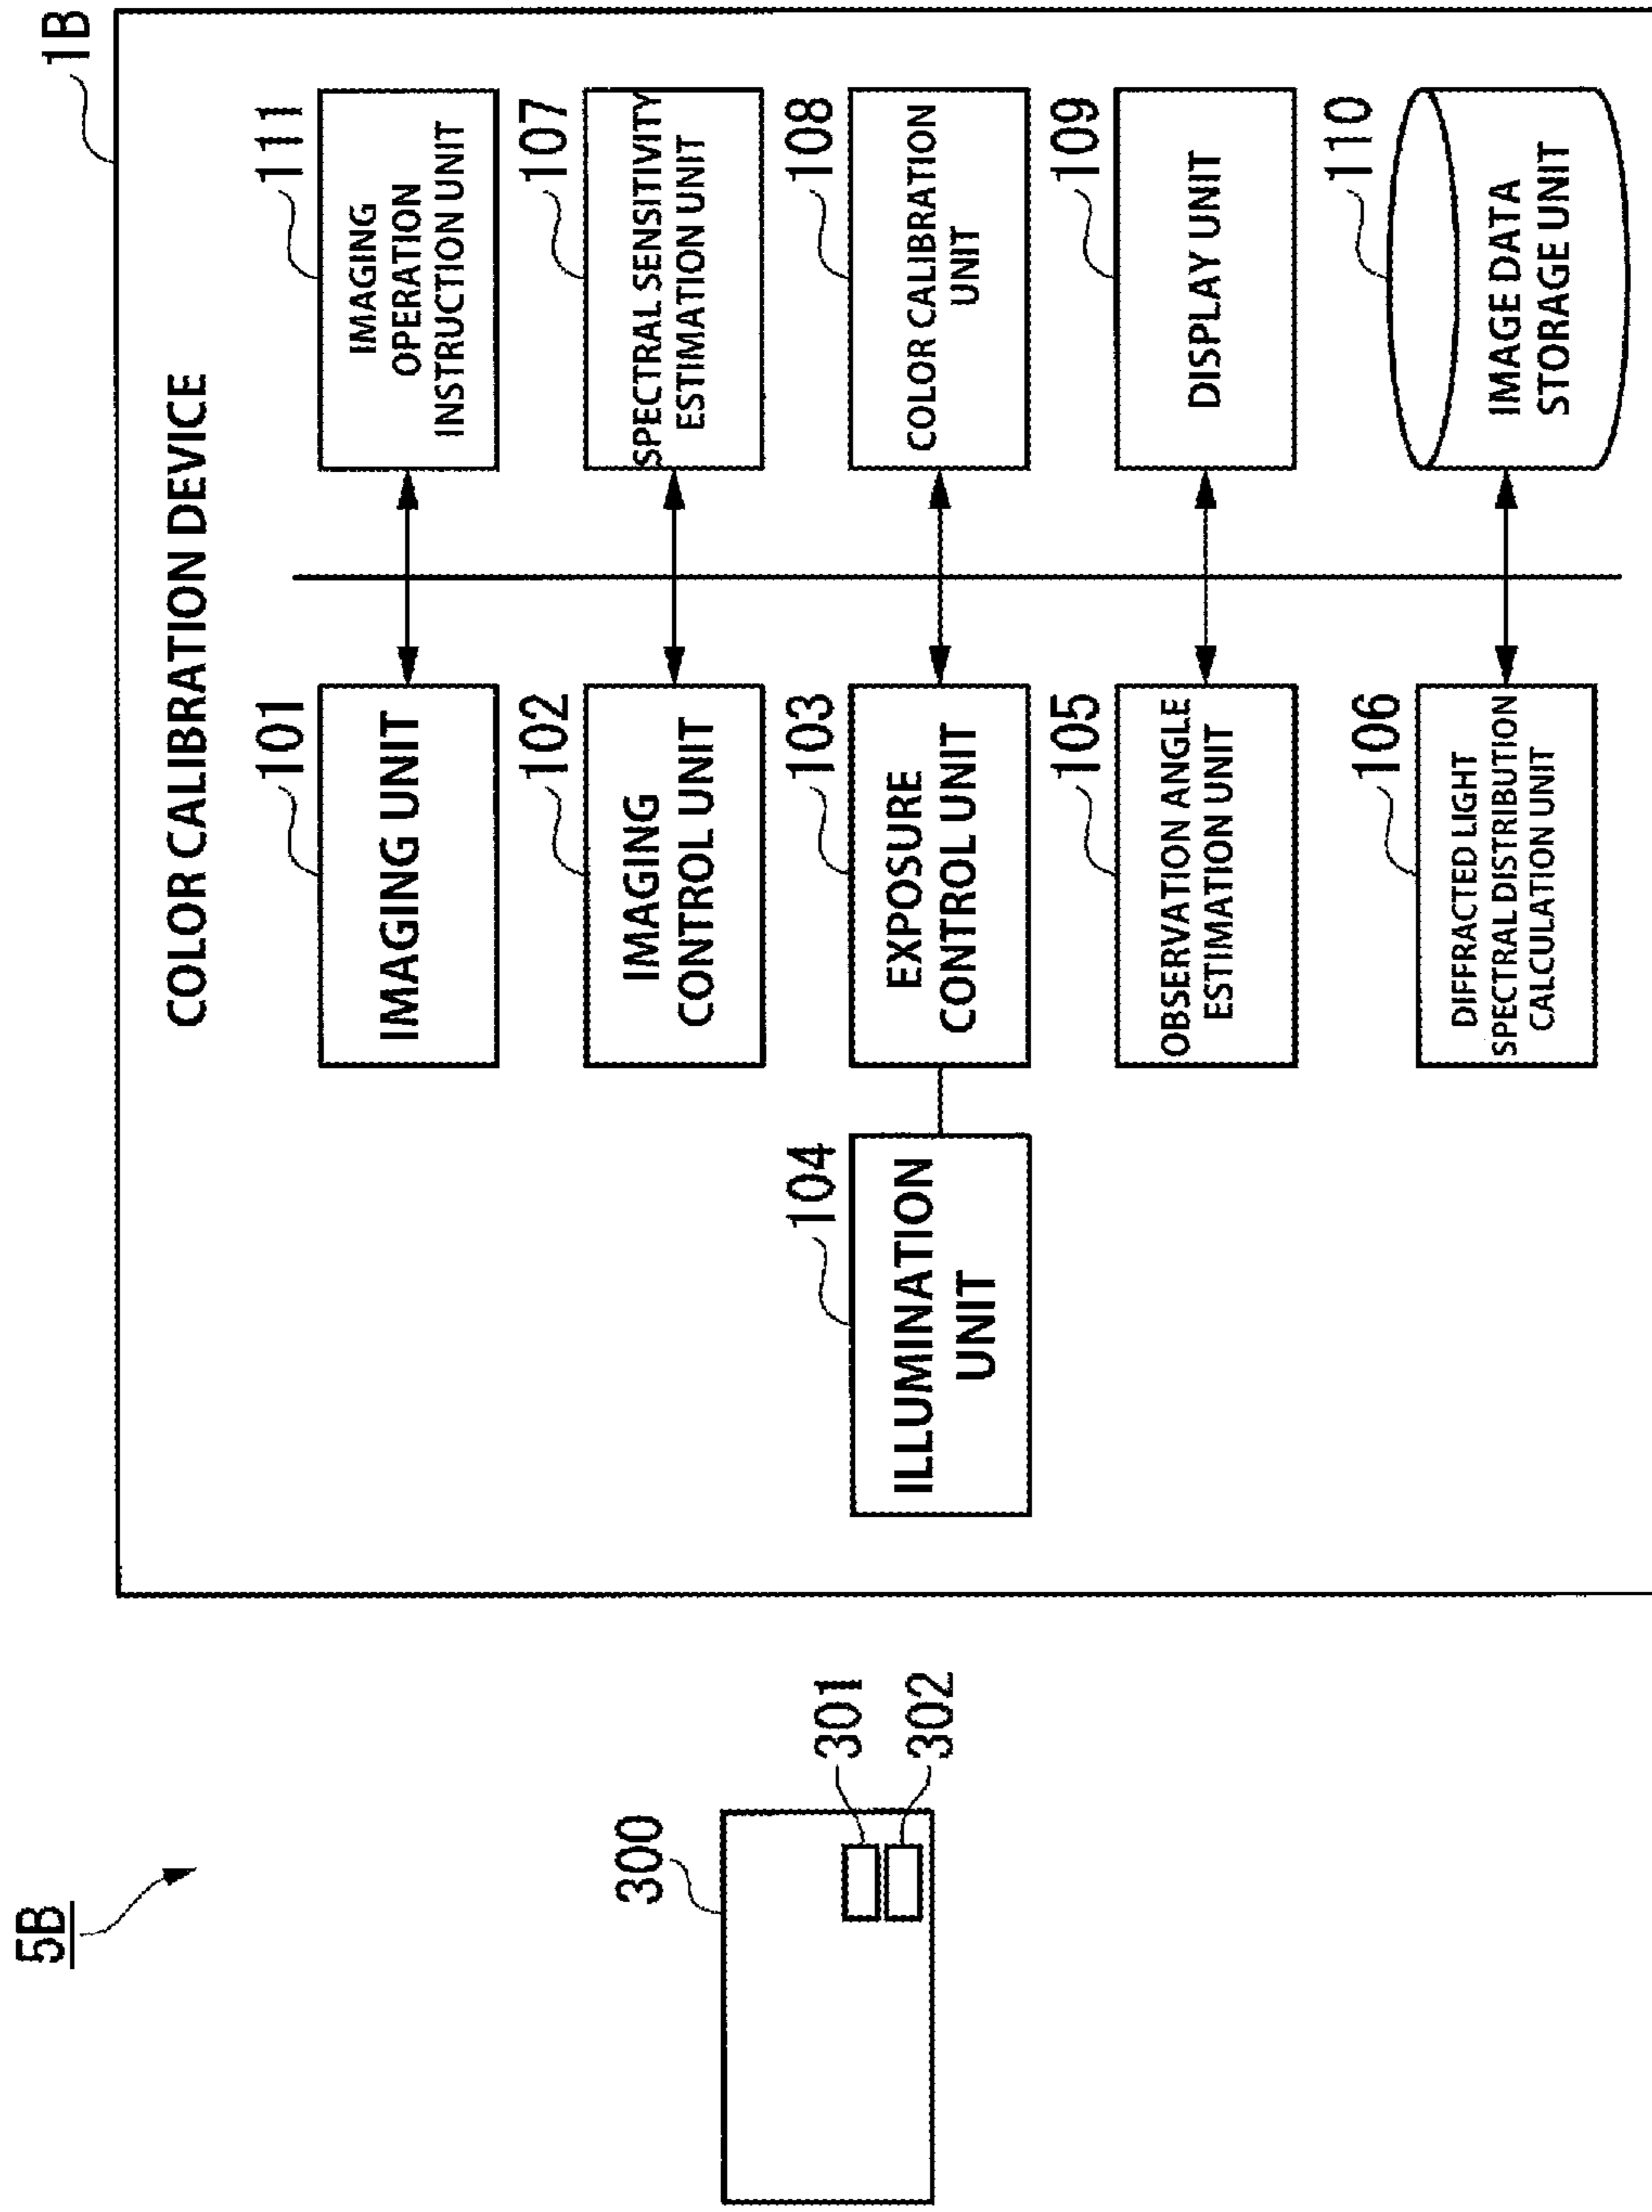 5B
1B
COLOR CALIBRATION DEVICE
101
IMAGING UNIT
111
IMAGING
OPERATION
INSTRUCTION UNIT
102
IMAGING
CONTROL UNIT
107
SPECTRAL SENSITIVITY
ESTIMATION UNIT
300
301
302
104
ILLUMINATION
UNIT
103
EXPOSURE
CONTROL UNIT
108
COLOR CALIBRATION
UNIT
105
OBSERVATION ANGLE
ESTIMATION UNIT
109
DISPLAY UNIT
106
DIFFRACTED LIGHT
SPECTRAL DISTRIBUTION
CALCULATION UNIT
110
IMAGE DATA
STORAGE UNIT